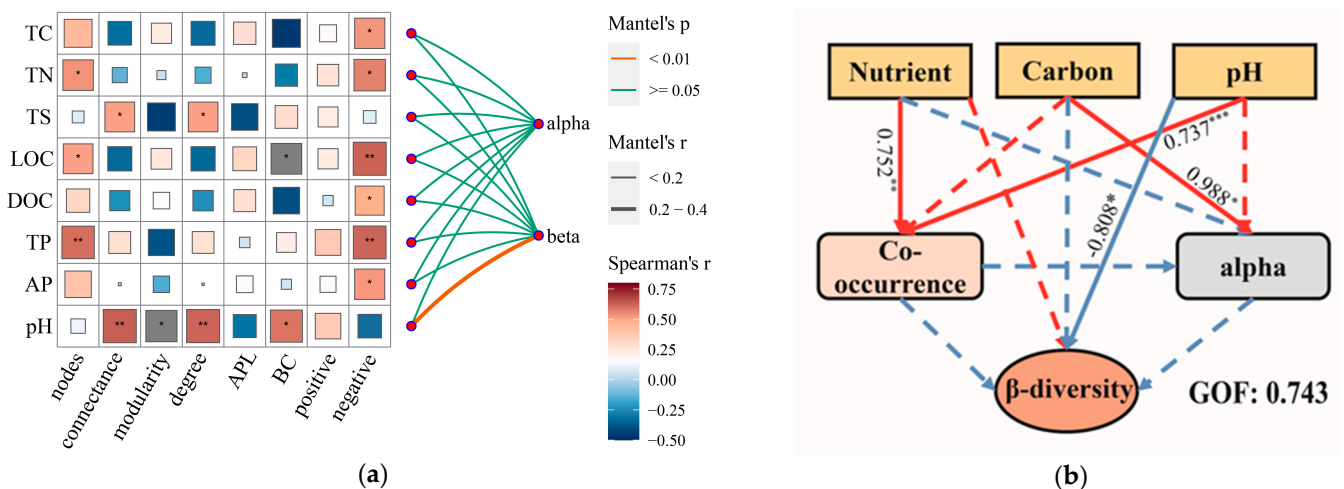 TC
*
TN
*
*
TS
*
*
LOC
*
*
**
DOC
*
TP
**
**
AP
*
pH
**
*
**
*
nodes
connectance
modularity
degree
APL
BC
positive
negative
alpha
beta
Mantel's p
< 0.01
>= 0.05
Mantel's r
< 0.2
0.2 − 0.4
Spearman's r
0.75
0.50
0.25
0.00
−0.25
−0.50
(a)
Nutrient
Carbon
pH
0.752**
0.737***
0.988*
-0.808*
Co-
occurrence
alpha
β-diversity
GOF: 0.743
(b)